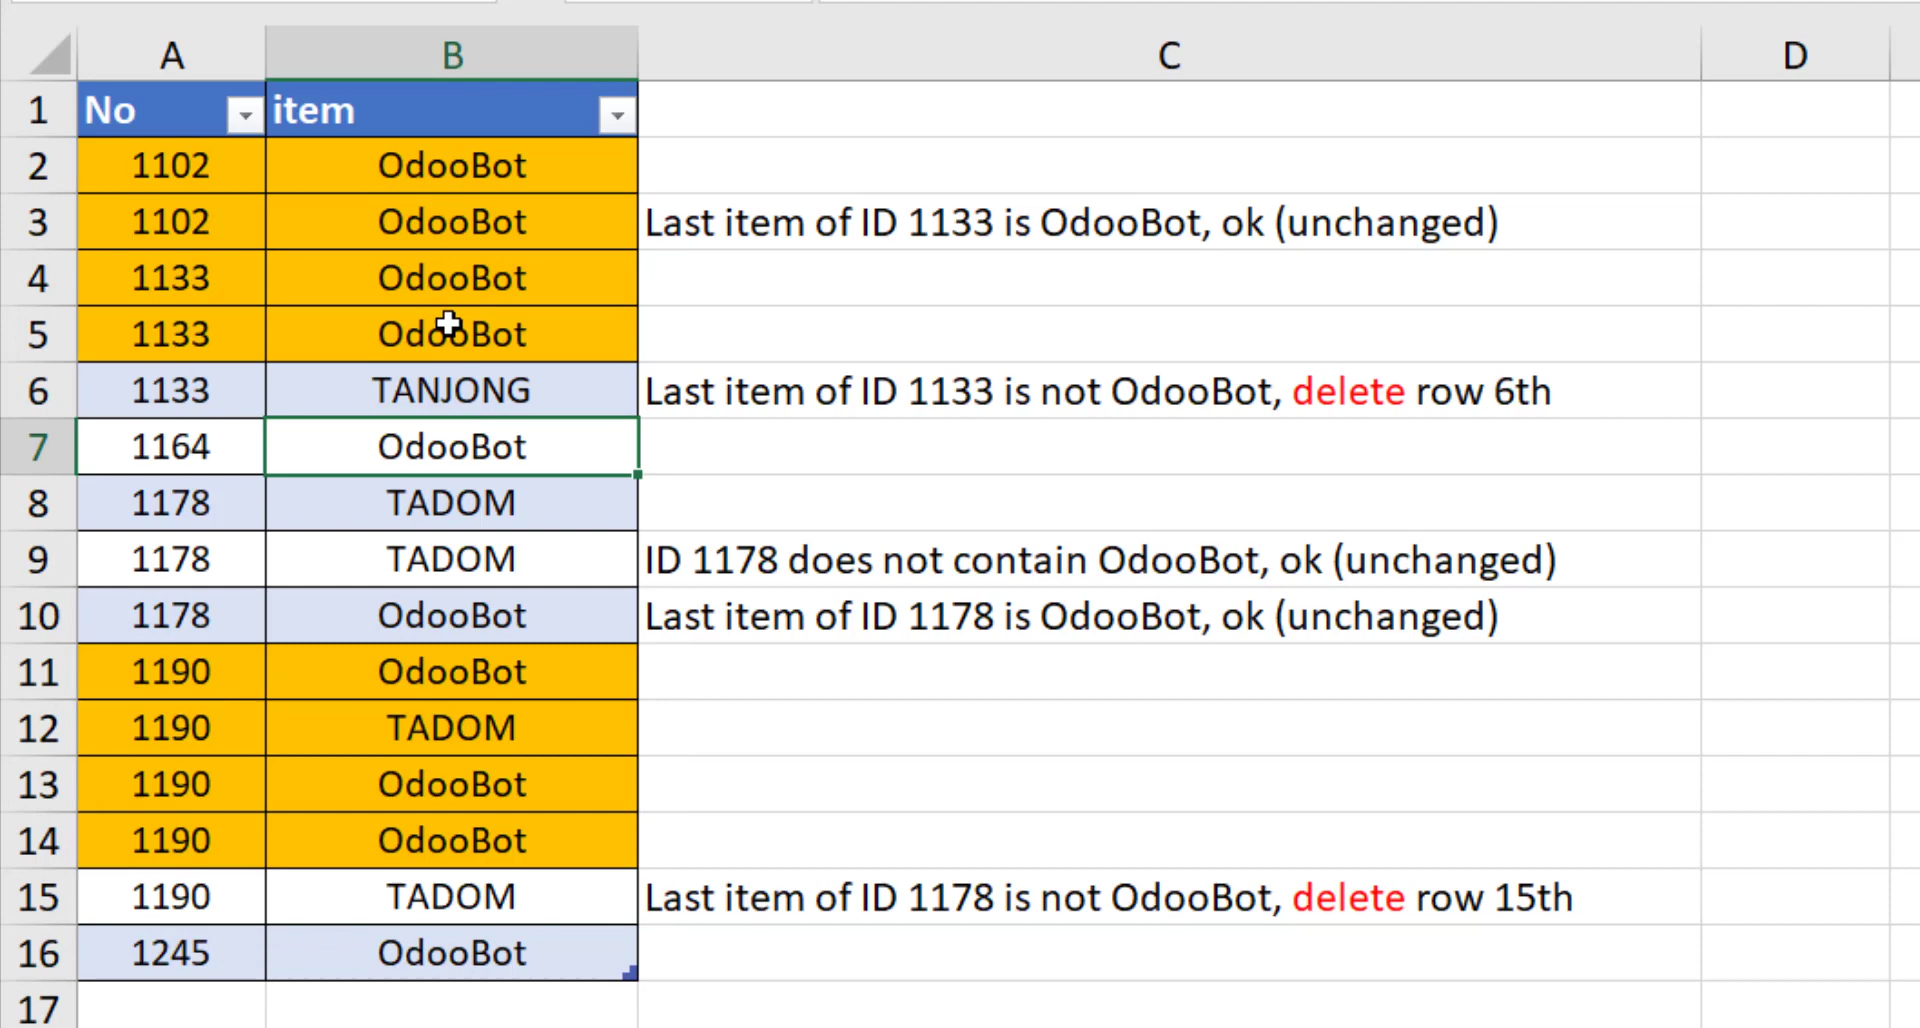 A B C D
1 No item
2 1102 OdooBot
3 1102 OdooBot Last item of ID 1133 is OdooBot, ok (unchanged)
4 1133 OdooBot
5 1133 OdooBot
6 1133 TANJONG Last item of ID 1133 is not OdooBot, delete row 6th
7 1164 OdooBot
8 1178 TADOM
9 1178 TADOM ID 1178 does not contain OdooBot, ok (unchanged)
10 1178 OdooBot Last item of ID 1178 is OdooBot, ok (unchanged)
11 1190 OdooBot
12 1190 TADOM
13 1190 OdooBot
14 1190 OdooBot
15 1190 TADOM Last item of ID 1178 is not OdooBot, delete row 15th
16 1245 OdooBot
17